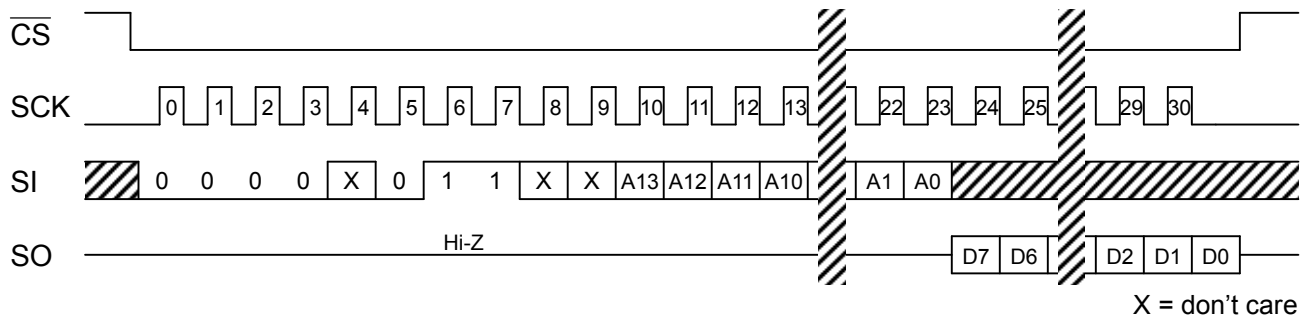 CS
SCK 0 1 2 3 4 5 6 7 8 9 10 11 12 13 22 23 24 25 29 30
SI 0 0 0 0 X 0 1 1 X X A13 A12 A11 A10 A1 A0
Hi-Z
SO D7 D6 D2 D1 D0
X = don't care